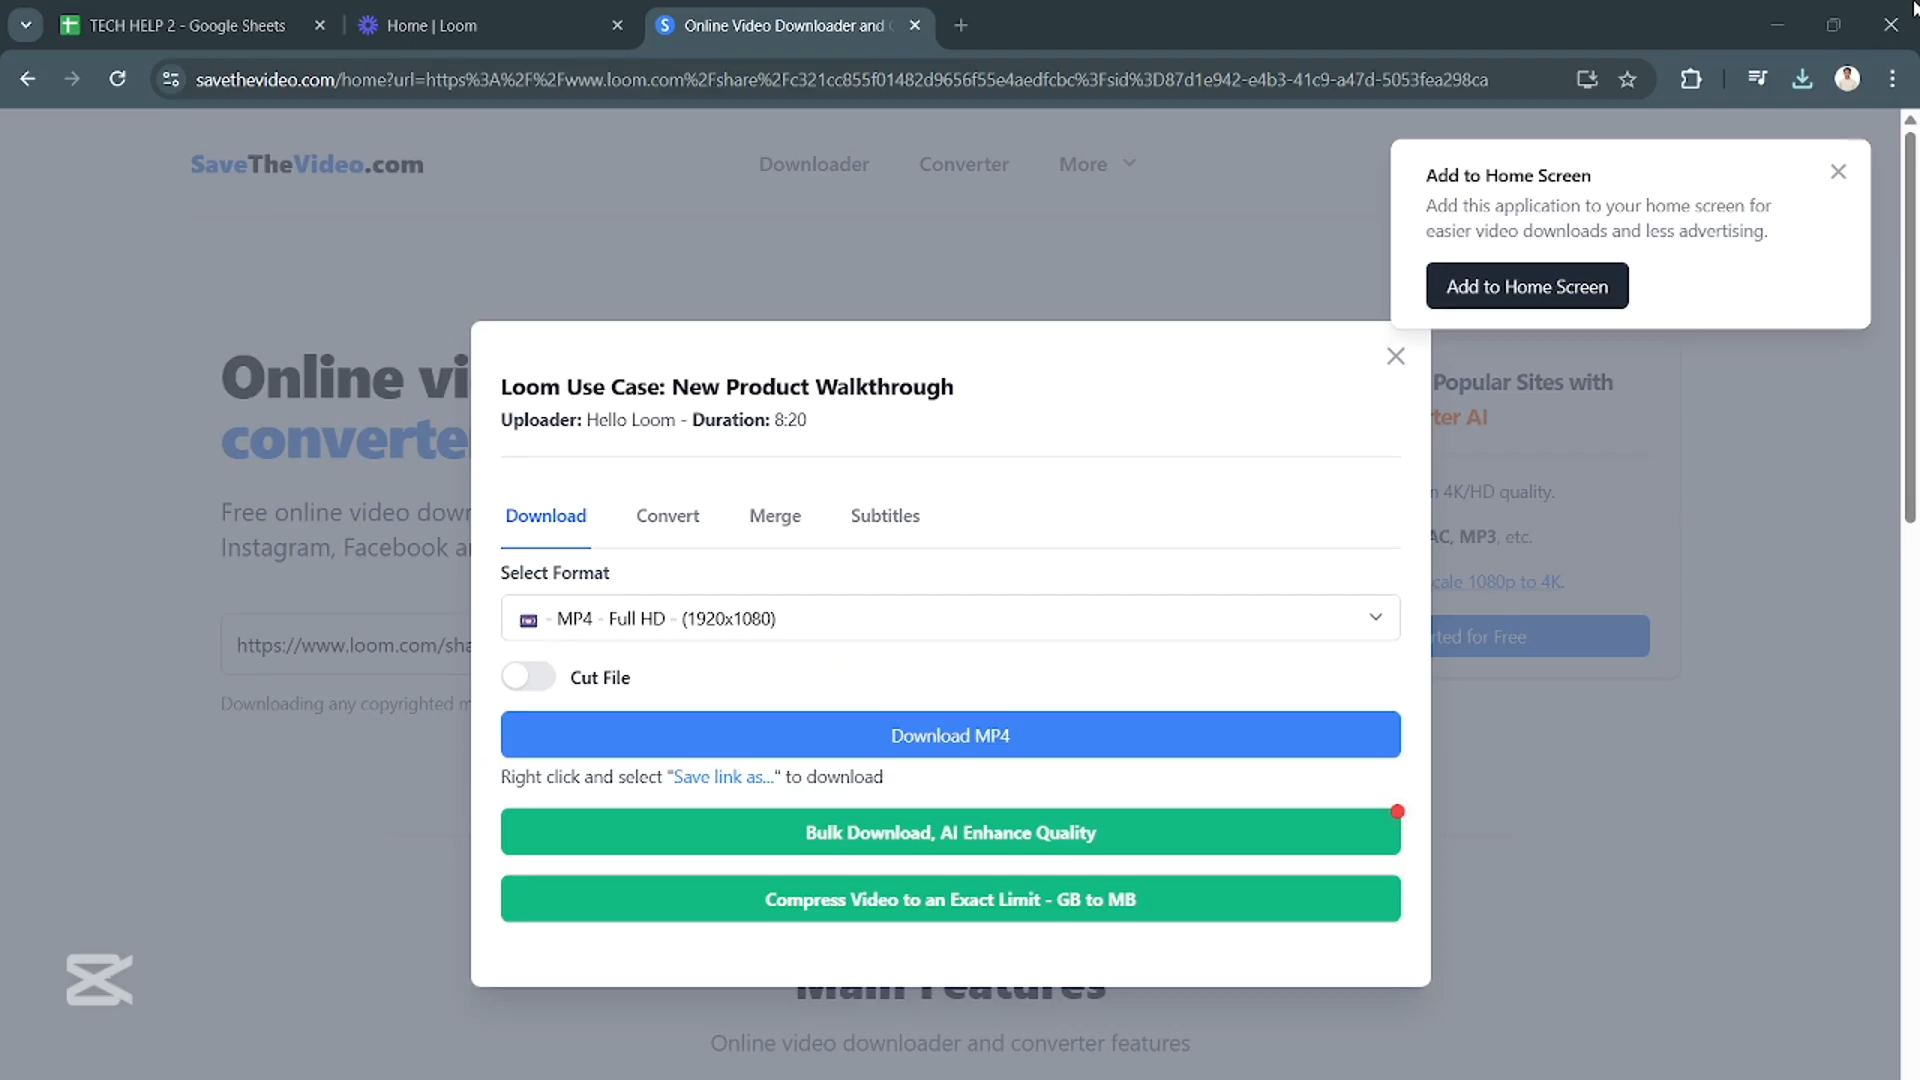 TECH HELP 2 - Google Sheets
Home | Loom
Online Video Downloader and
savethevideo.com/home?url=https%3A%2F%2Fwww.loom.com%2Fshare%2Fc321cc855f01482d9656f55e4aedfcbc%3Fsid%3D87d1e942-e4b3-41c9-a47d-5053fea298ca
SaveTheVideo.com
Downloader
Converter
More
Add to Home Screen
Add this application to your home screen for
easier video downloads and less advertising.
Add to Home Screen
Online vi
converte
Free online video down
Instagram, Facebook a
https://www.loom.com/sha
Downloading any copyrighted m
Loom Use Case: New Product Walkthrough
Uploader: Hello Loom - Duration: 8:20
Download
Convert
Merge
Subtitles
Select Format
- MP4 - Full HD - (1920x1080)
Cut File
Download MP4
Right click and select "Save link as..." to download
Bulk Download, AI Enhance Quality
Compress Video to an Exact Limit - GB to MB
Popular Sites with
ter AI
n 4K/HD quality.
AC, MP3, etc.
cale 1080p to 4K.
rted for Free
Main Features
Online video downloader and converter features